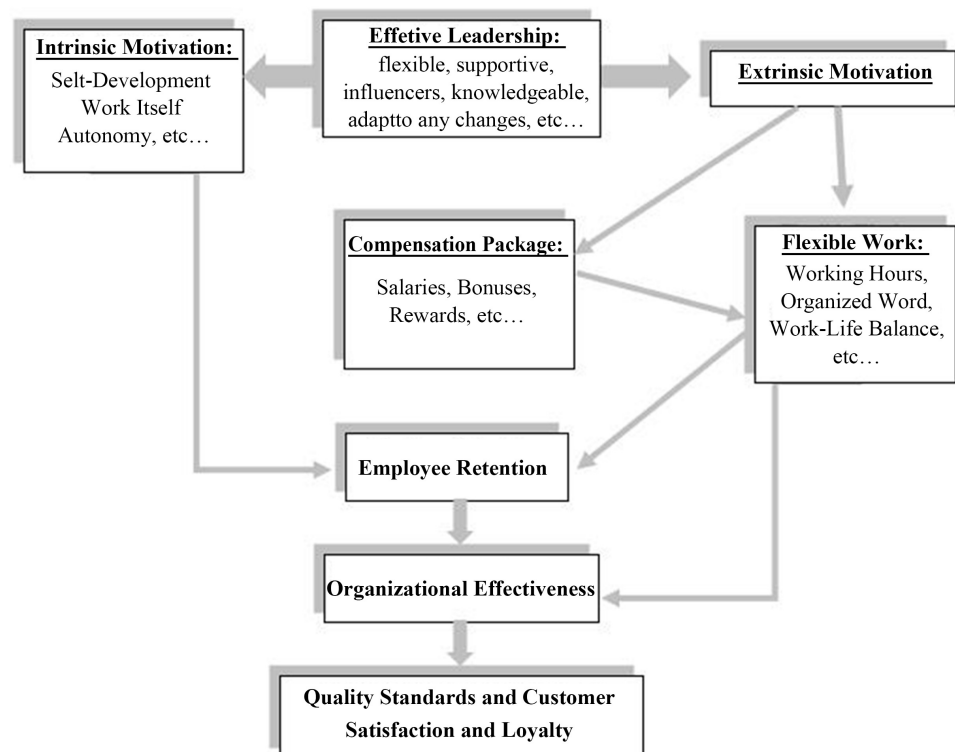 Intrinsic Motivation:
Selt-Development
Work Itself
Autonomy, etc…
Effetive Leadership:
flexible, supportive,
influencers, knowledgeable,
adaptto any changes, etc…
Extrinsic Motivation
Compensation Package:
Salaries, Bonuses,
Rewards, etc…
Flexible Work:
Working Hours,
Organized Word,
Work-Life Balance,
etc…
Employee Retention
Organizational Effectiveness
Quality Standards and Customer
Satisfaction and Loyalty